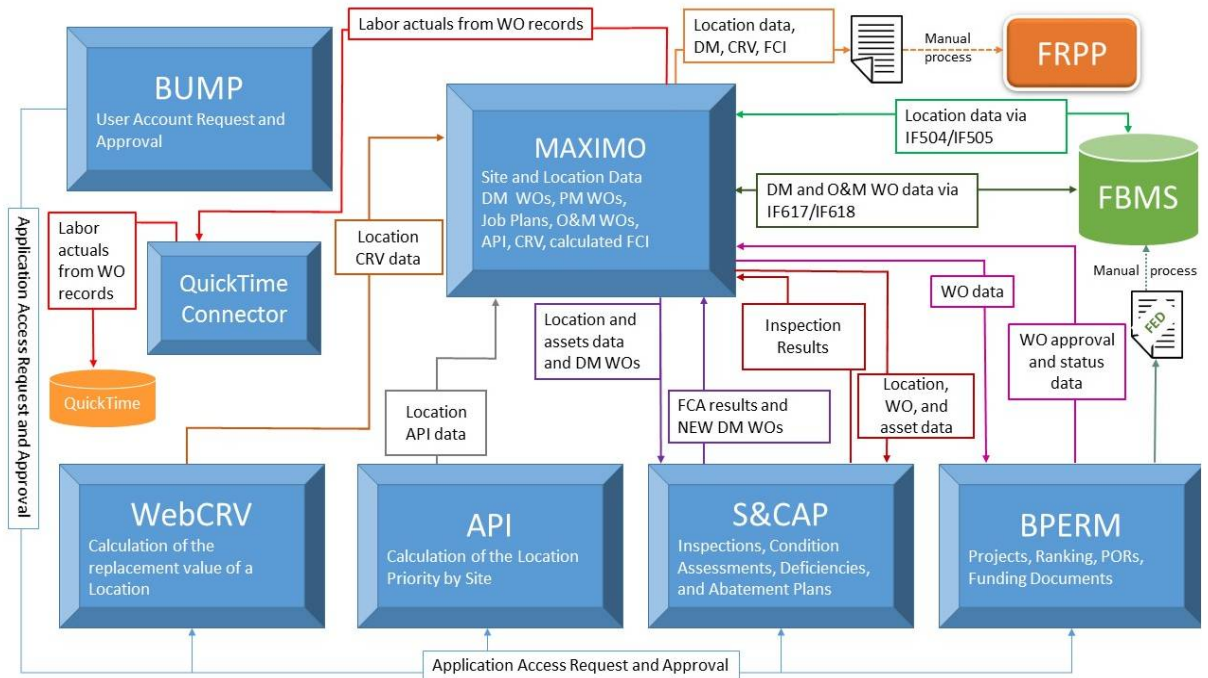 Labor actuals from WO records
Location data,
DM, CRV, FCI
Manual
process
FRPP
BUMP
User Account Request and
Approval
MAXIMO
Site and Location Data
DM WOs, PM WOs,
Job Plans, O&M WOs,
API, CRV, calculated FCI
Location data via
IF504/IF505
DM and O&M WO data via
IF617/IF618
FBMS
Labor
actuals
from WO
records
QuickTime
Connector
QuickTime
Location
CRV data
Location
API data
Location and
assets data
and DM WOs
FCA results and
NEW DM WOs
Inspection
Results
Location,
WO, and
asset data
WO data
WO approval
and status
data
Manual process
FED
Application Access Request and Approval
WebCRV
Calculation of the
replacement value of a
Location
API
Calculation of the Location
Priority by Site
S&CAP
Inspections, Condition
Assessments, Deficiencies,
and Abatement Plans
BPERM
Projects, Ranking, PORs,
Funding Documents
Application Access Request and Approval